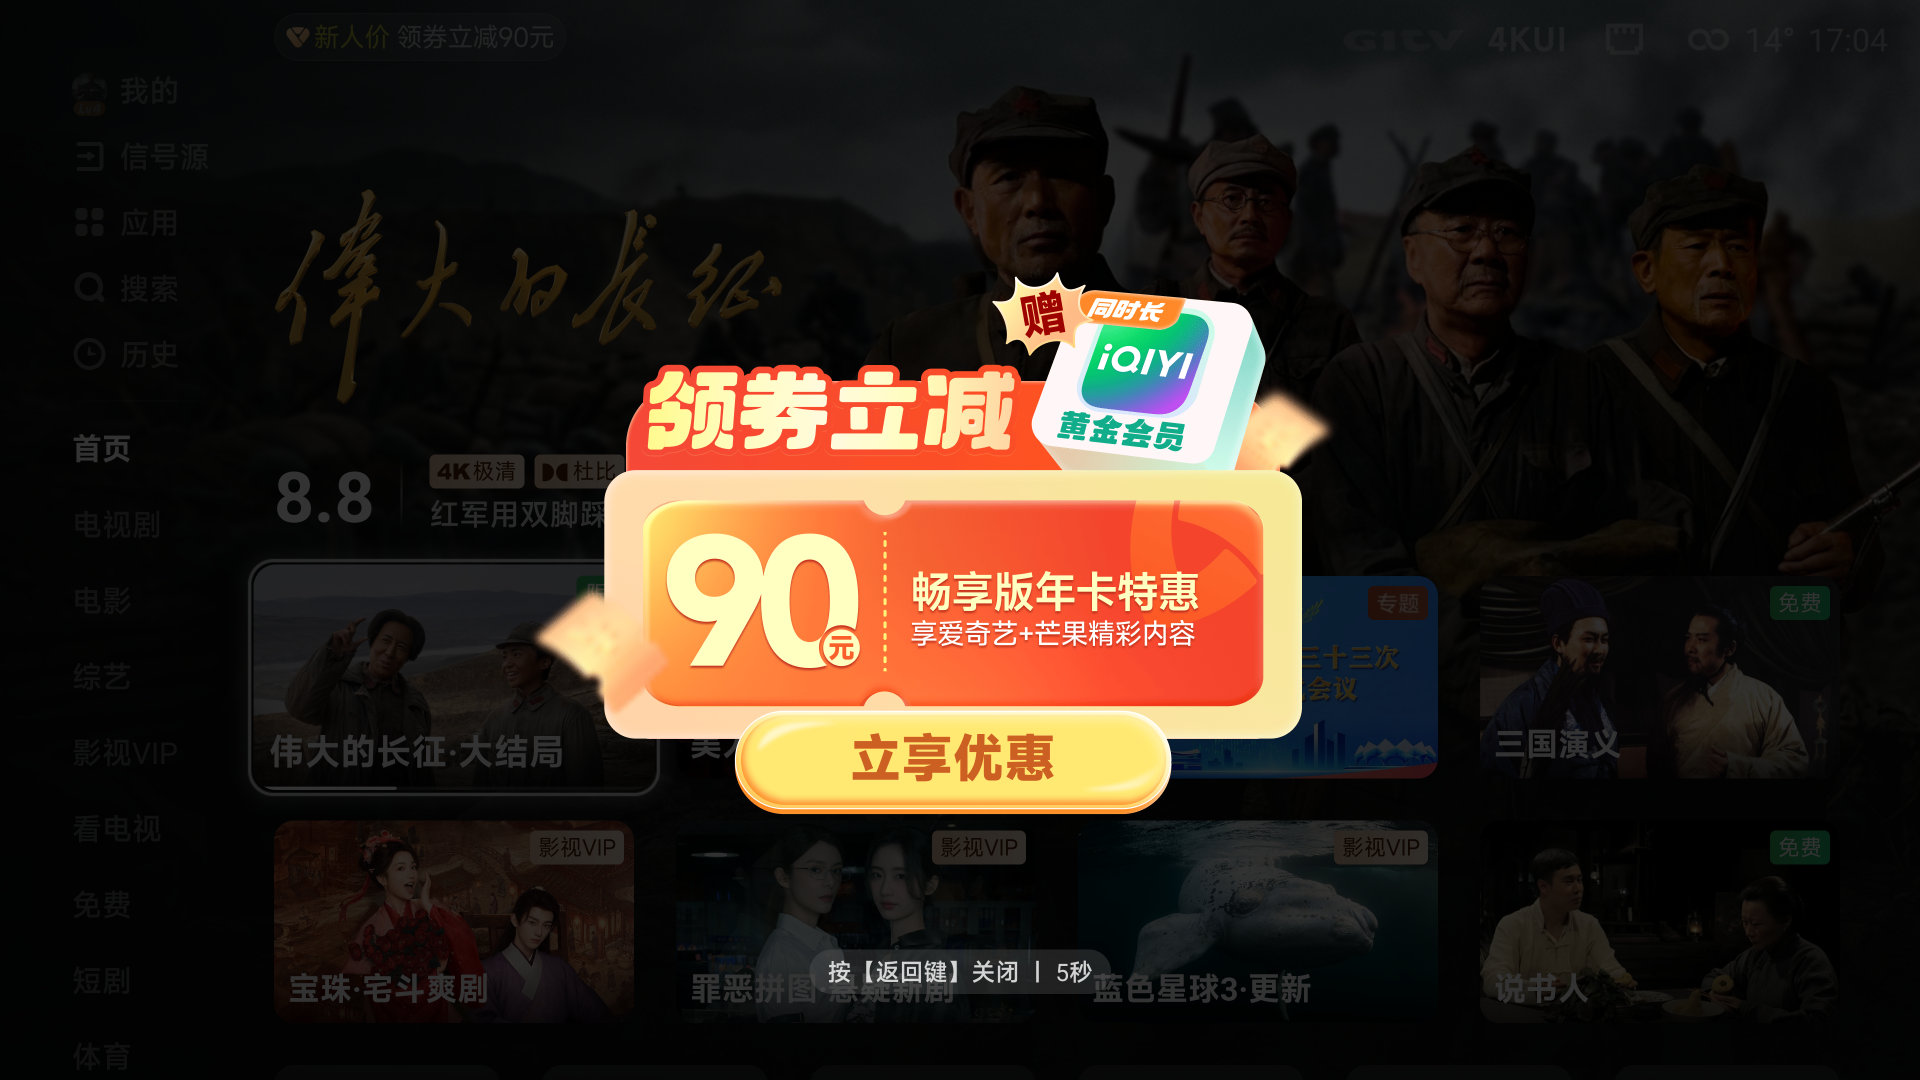 新人价 领券立减90元
GITV 4KUI 14° 17:04
我的
信号源
应用
搜索
历史
首页
电视剧
电影
综艺
影视VIP
看电视
免费
短剧
体育
偉大的長征
8.8
4K极清
杜比
红军用双脚踩
赠
同时长
iQIYI
黄金会员
领券立减
90元
畅享版年卡特惠
享爱奇艺+芒果精彩内容
立享优惠
伟大的长征·大结局
专题
三十三次
会议
免费
三国演义
影视VIP
宝珠·宅斗爽剧
影视VIP
罪恶拼图·悬疑新剧
影视VIP
蓝色星球3·更新
免费
说书人
按【返回键】关闭 | 5秒